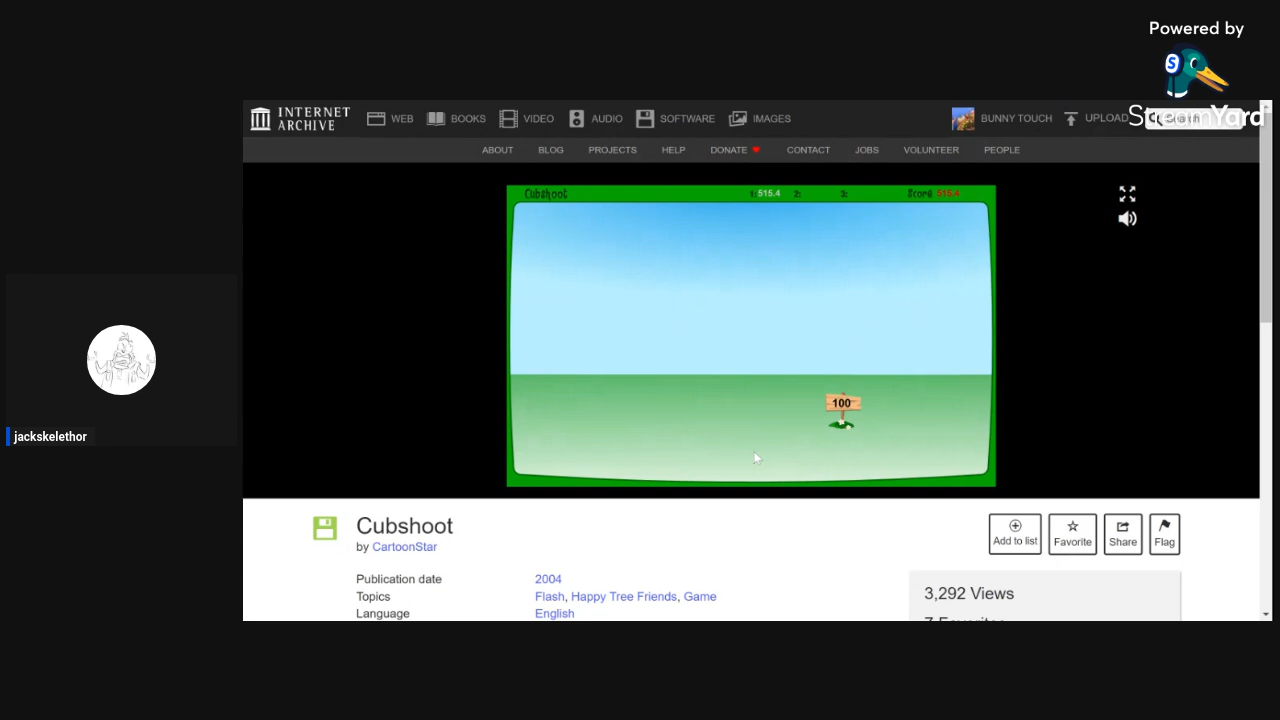 Powered by
StreamYard
INTERNET ARCHIVE
WEB BOOKS VIDEO AUDIO SOFTWARE IMAGES
BUNNY TOUCH UPLOAD
ABOUT BLOG PROJECTS HELP DONATE CONTACT JOBS VOLUNTEER PEOPLE
Cubshoot 1: 515.4 2: 3: Score 515.4
100
jackskelethor
Cubshoot
by CartoonStar
Add to list Favorite Share Flag
Publication date 2004
Topics Flash, Happy Tree Friends, Game
Language English
3,292 Views